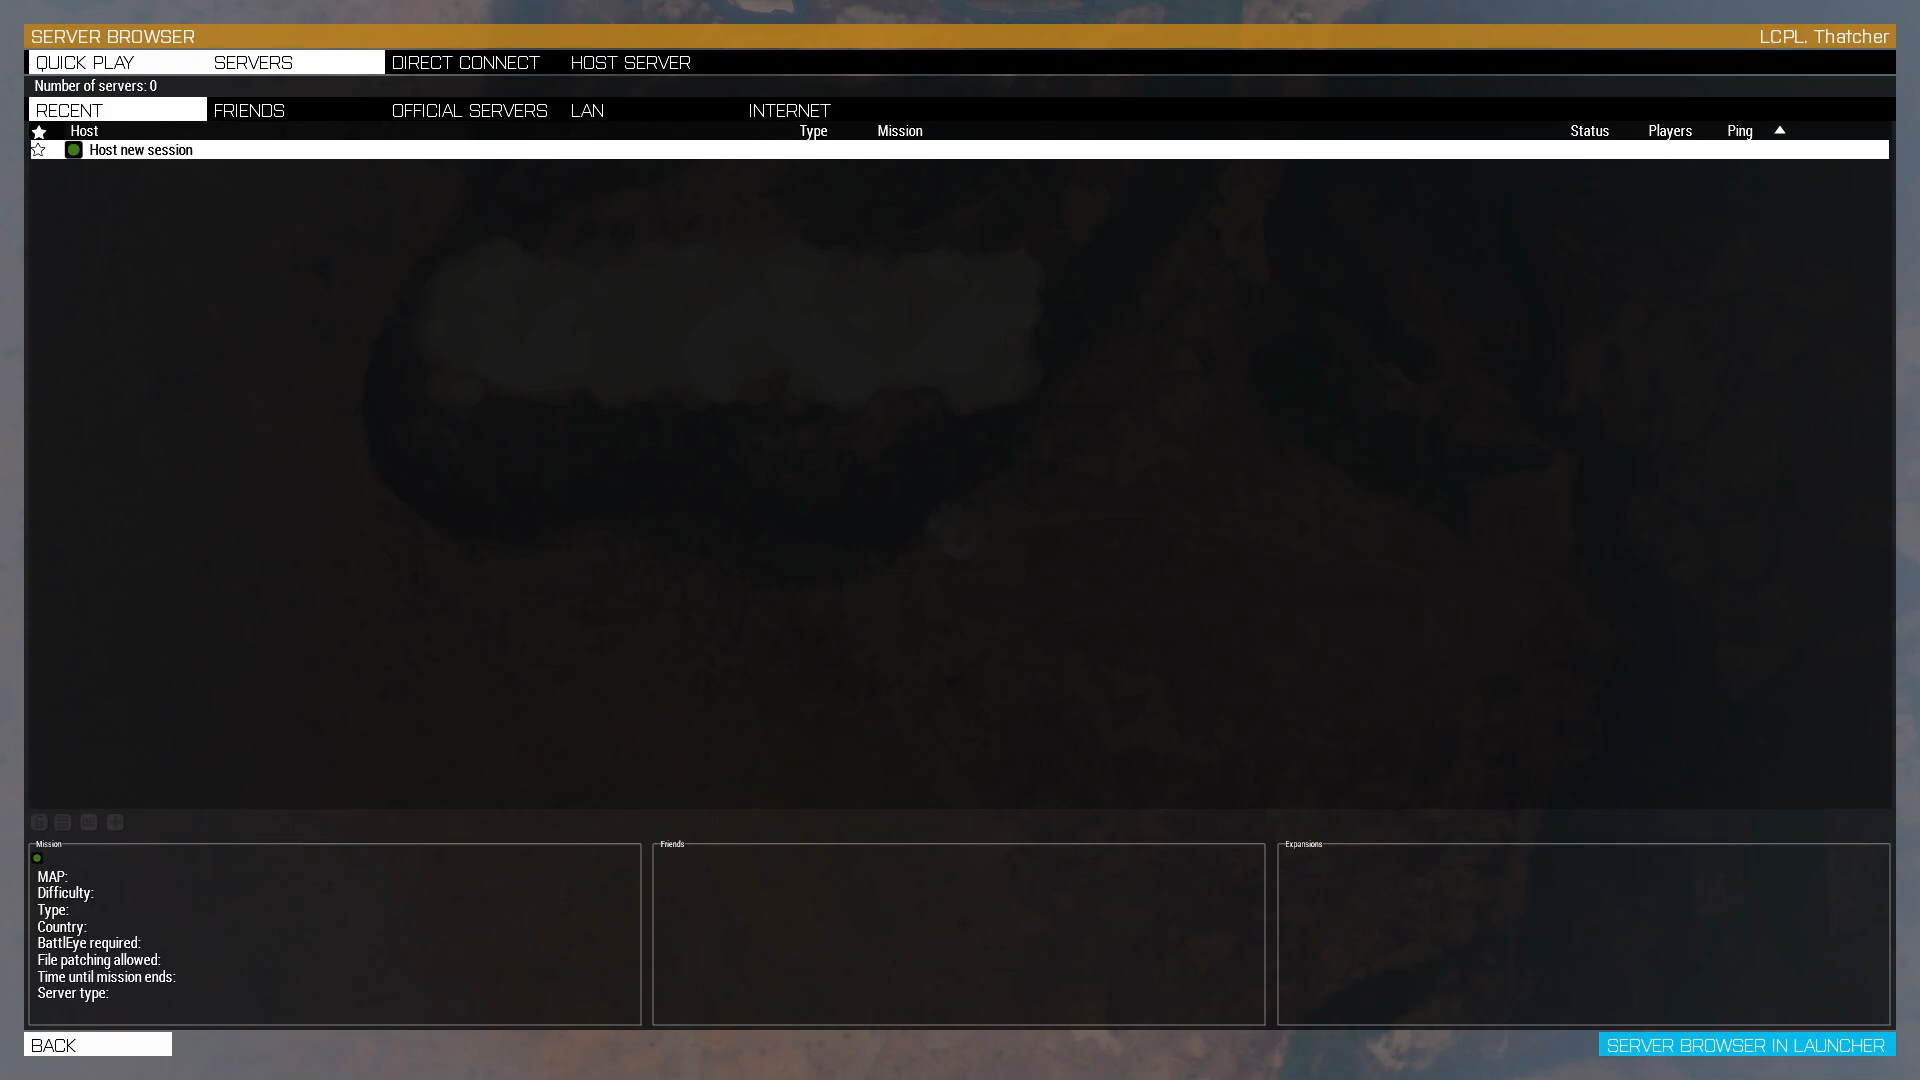 SERVER BROWSER
LCPL. Thatcher
QUICK PLAY SERVERS DIRECT CONNECT HOST SERVER
Number of servers: 0
RECENT FRIENDS OFFICIAL SERVERS LAN INTERNET
Host Type Mission Status Players Ping
Host new session
Mission
MAP:
Difficulty:
Type:
Country:
BattlEye required:
File patching allowed:
Time until mission ends:
Server type:
Friends
Expansions
BACK
SERVER BROWSER IN LAUNCHER